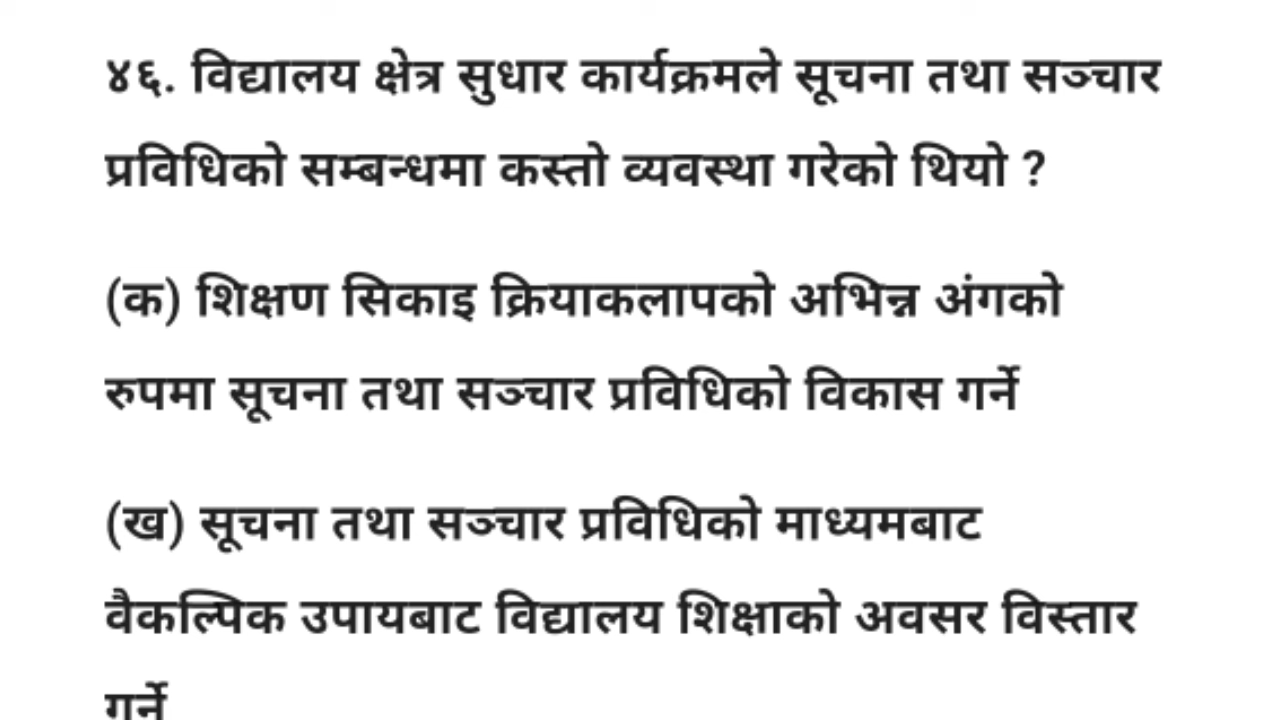 ४६. विद्यालय क्षेत्र सुधार कार्यक्रमले सूचना तथा सञ्चार
प्रविधिको सम्बन्धमा कस्तो व्यवस्था गरेको थियो ?
(क) शिक्षण सिकाइ क्रियाकलापको अभिन्न अंगको
रुपमा सूचना तथा सञ्चार प्रविधिको विकास गर्ने
(ख) सूचना तथा सञ्चार प्रविधिको माध्यमबाट
वैकल्पिक उपायबाट विद्यालय शिक्षाको अवसर विस्तार
गर्ने